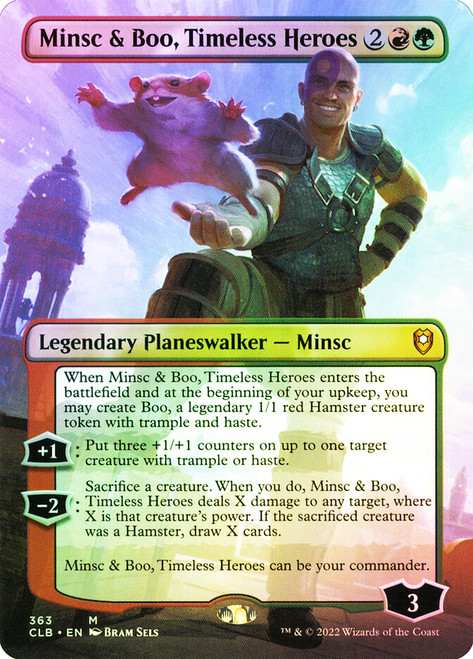 Minsc & Boo, Timeless Heroes 2
Legendary Planeswalker — Minsc
When Minsc & Boo, Timeless Heroes enters the
battlefield and at the beginning of your upkeep, you
may create Boo, a legendary 1/1 red Hamster creature
token with trample and haste.
+1 : Put three +1/+1 counters on up to one target
creature with trample or haste.
Sacrifice a creature. When you do, Minsc & Boo,
-2 : Timeless Heroes deals X damage to any target, where
X is that creature's power. If the sacrificed creature
was a Hamster, draw X cards.
Minsc & Boo, Timeless Heroes can be your commander.
3
363 M
CLB • EN Bram Sels
™ & © 2022 Wizards of the Coast